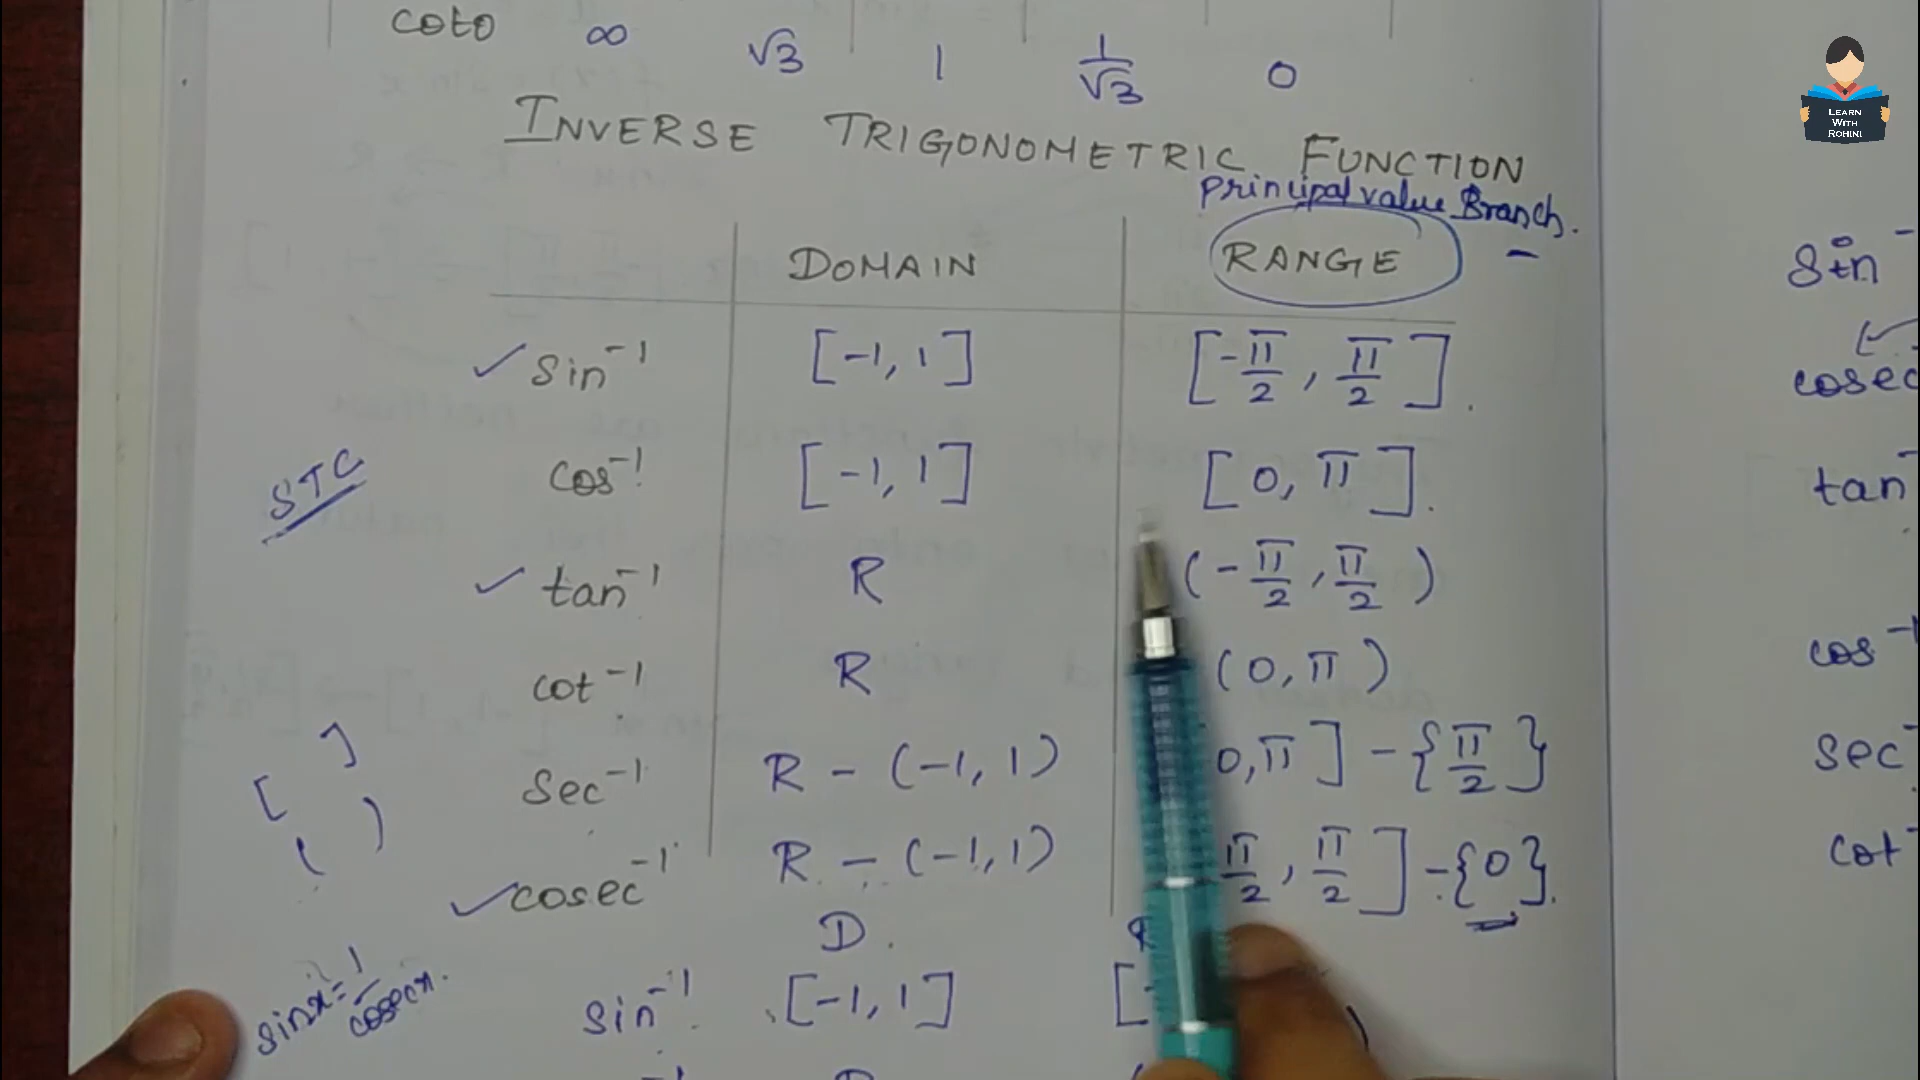 coto ∞ √3 1 1/√3 0
LEARN
WITH
ROHINI
INVERSE TRIGONOMETRIC FUNCTION
principal value Branch.
DOMAIN RANGE
✓ sin⁻¹ [-1, 1] [-π/2, π/2].
cos⁻¹ [-1, 1] [0, π].
STC
✓ tan⁻¹ R (-π/2, π/2)
cot⁻¹ R (0, π)
sec⁻¹ R - (-1, 1) 0, π] - {π/2}
[ ]
( )
✓ cosec⁻¹ R - (-1, 1) π/2, π/2] - {0}.
D.
sin⁻¹ [-1, 1] [-
sinx = 1/cosecx.
sin⁻
cosec
tan⁻
cos⁻¹
sec⁻
cot⁻